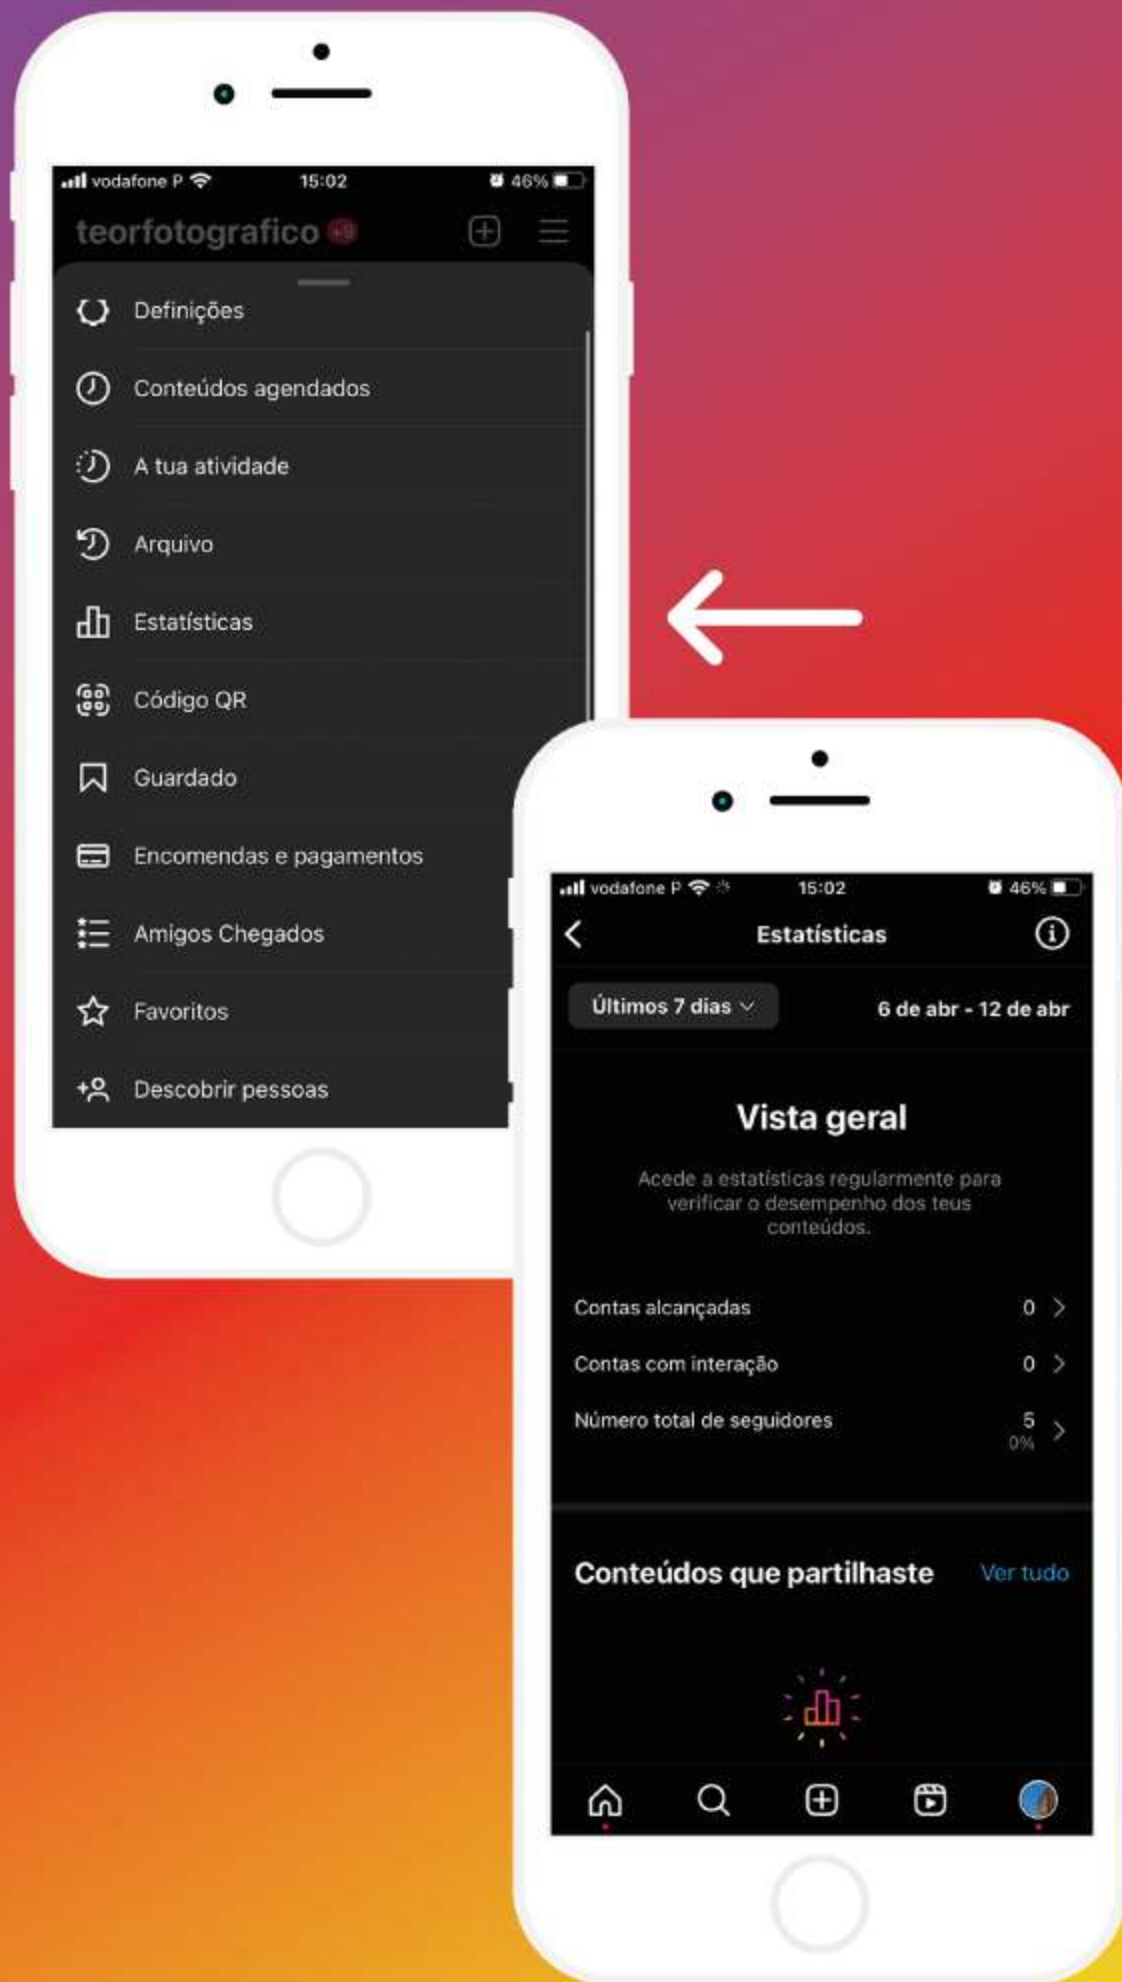 vodafone P 15:02 46%
teorfotografico +9
Definições
Conteúdos agendados
A tua atividade
Arquivo
Estatísticas
Código QR
Guardado
Encomendas e pagamentos
Amigos Chegados
Favoritos
Descobrir pessoas
vodafone P 15:02 46%
Estatísticas
Últimos 7 dias 6 de abr - 12 de abr
Vista geral
Acede a estatísticas regularmente para
verificar o desempenho dos teus
conteúdos.
Contas alcançadas 0
Contas com interação 0
Número total de seguidores 5
0%
Conteúdos que partilhaste Ver tudo